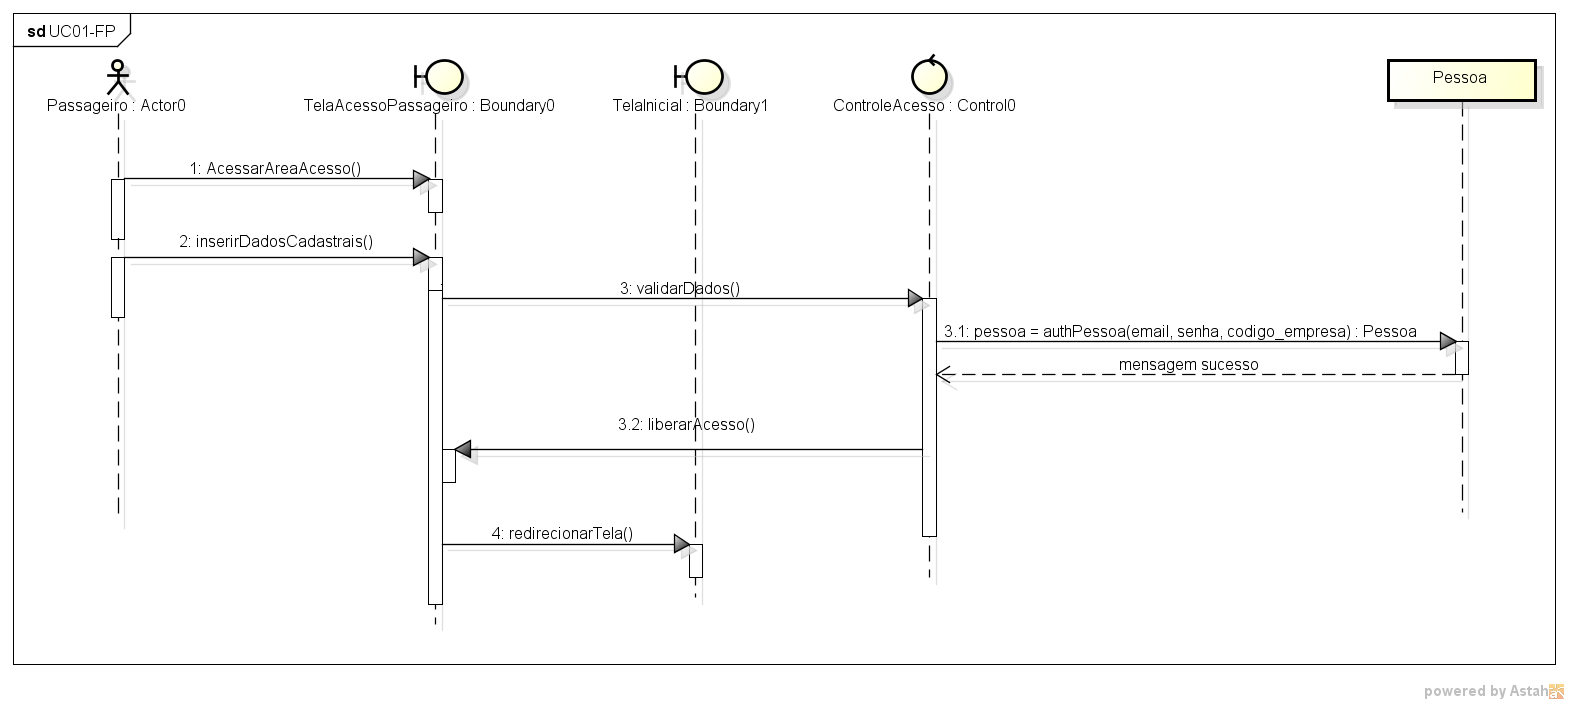 sd UC01-FP
Passageiro : Actor0
TelaAcessoPassageiro : Boundary0
TelaInicial : Boundary1
ControleAcesso : Control0
Pessoa
1: AcessarAreaAcesso()
2: inserirDadosCadastrais()
3: validarDados()
3.1: pessoa = authPessoa(email, senha, codigo_empresa) : Pessoa
mensagem sucesso
3.2: liberarAcesso()
4: redirecionarTela()
powered by Astah